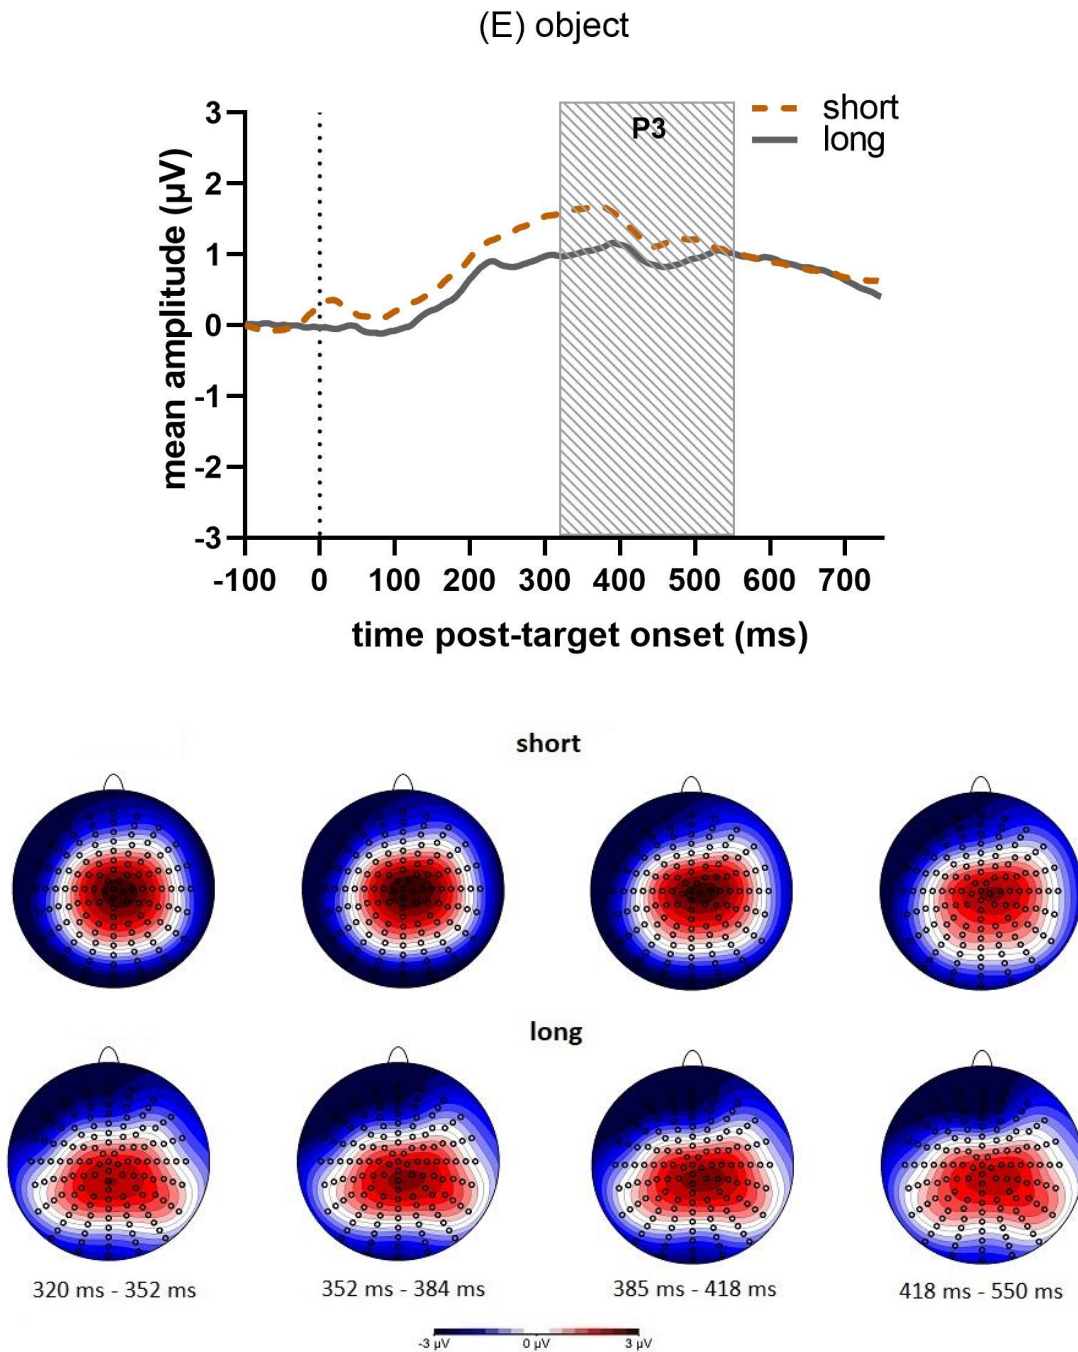 (E) object
short
long
P3
mean amplitude (µV)
3
2
1
0
-1
-2
-3
-100 0 100 200 300 400 500 600 700
time post-target onset (ms)
short
long
320 ms - 352 ms 352 ms - 384 ms 385 ms - 418 ms 418 ms - 550 ms
-3 µV 0 µV 3 µV